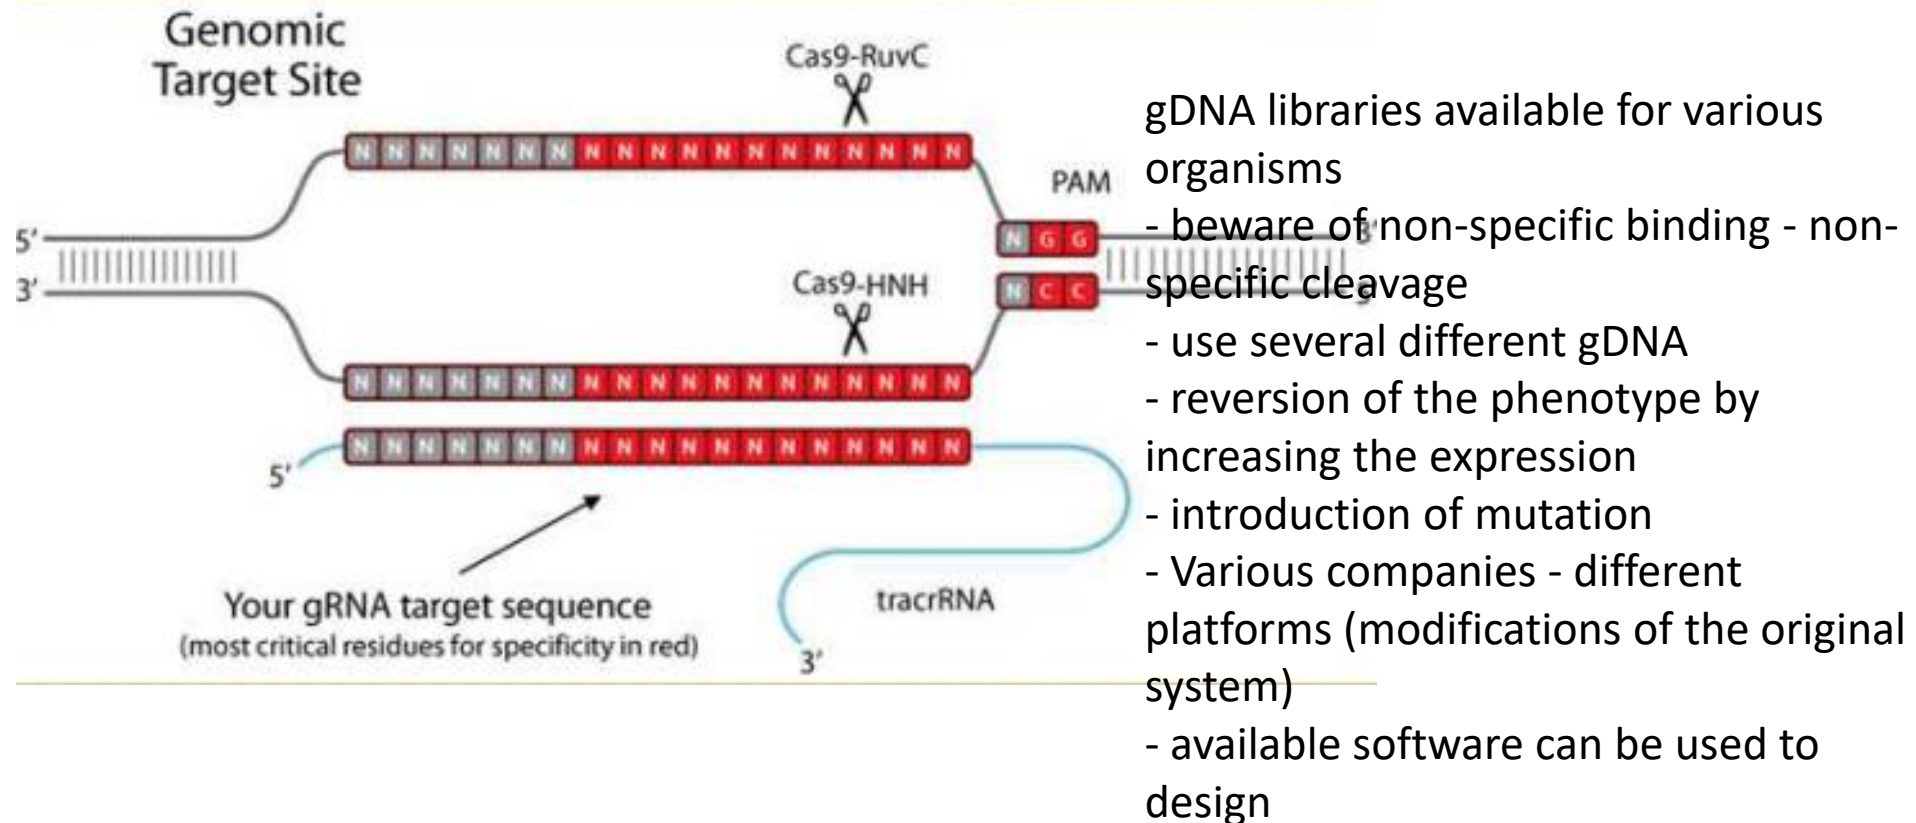 Genomic
Target Site
Cas9-RuvC
N N N N N N N N N N N N N N N N N N N
PAM
5'
N G G
3'
3'
Cas9-HNH
N C C
N N N N N N N N N N N N N N N N N N N
N N N N N N N N N N N N N N N N N N N
5'
Your gRNA target sequence
(most critical residues for specificity in red)
tracrRNA
3'
gDNA libraries available for various
organisms
- beware of non-specific binding - non-
specific cleavage
- use several different gDNA
- reversion of the phenotype by
increasing the expression
- introduction of mutation
- Various companies - different
platforms (modifications of the original
system)
- available software can be used to
design